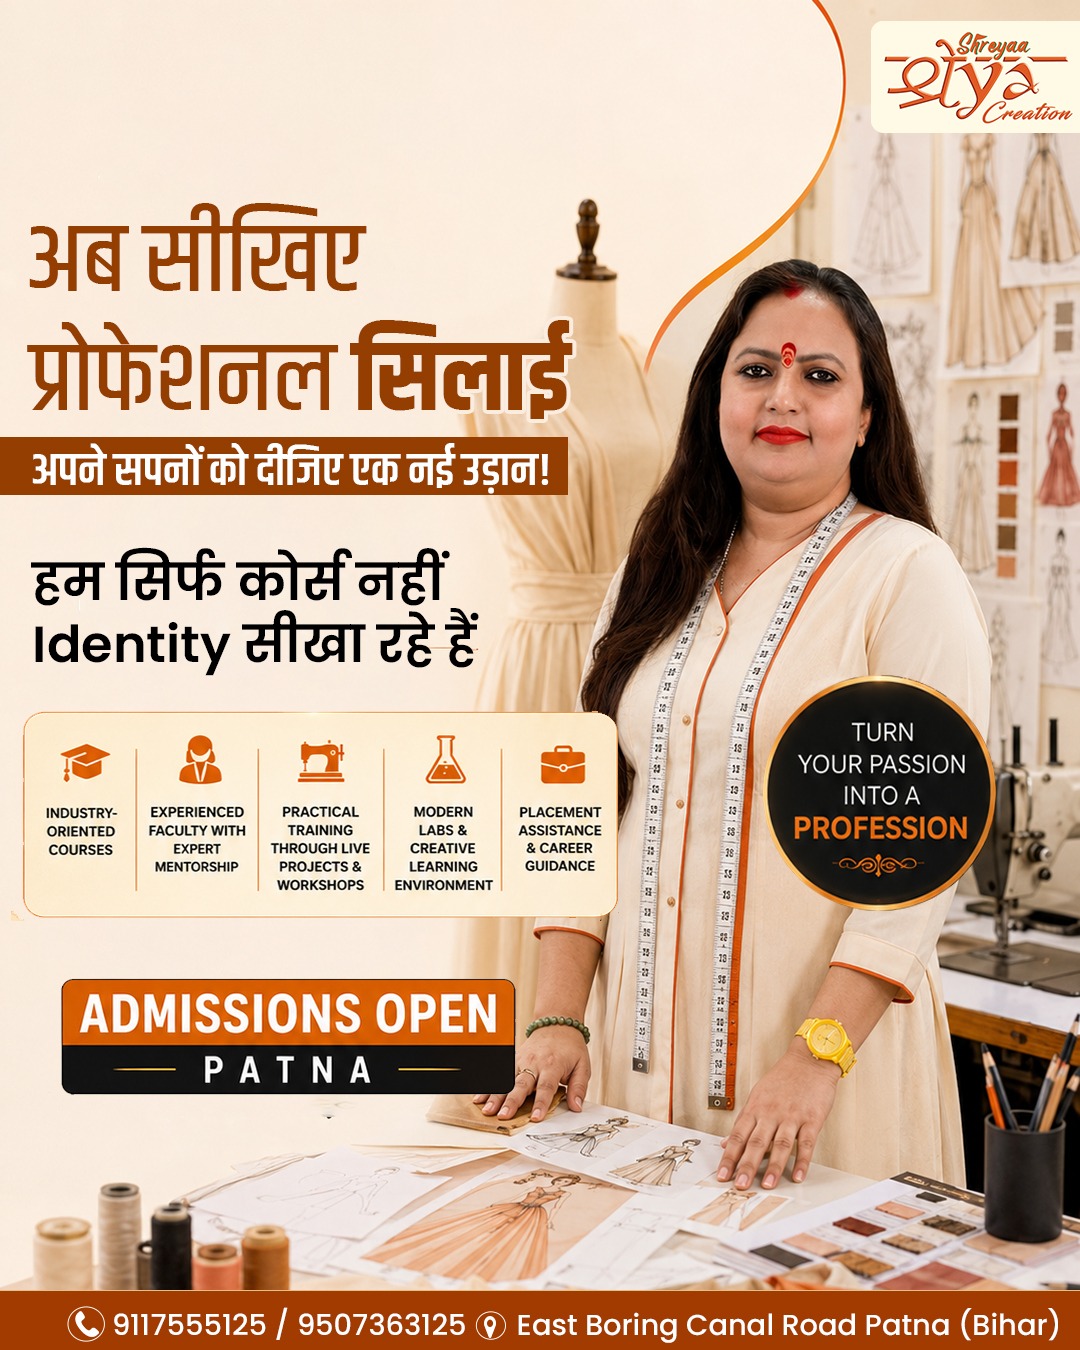 Shreyaa
श्रेया
Creation
अब सीखिए
प्रोफेशनल सिलाई
अपने सपनों को दीजिए एक नई उड़ान!
हम सिर्फ कोर्स नहीं
Identity सीखा रहे हैं
INDUSTRY-
ORIENTED
COURSES
EXPERIENCED
FACULTY WITH
EXPERT
MENTORSHIP
PRACTICAL
TRAINING
THROUGH LIVE
PROJECTS &
WORKSHOPS
MODERN
LABS &
CREATIVE
LEARNING
ENVIRONMENT
PLACEMENT
ASSISTANCE
& CAREER
GUIDANCE
TURN
YOUR PASSION
INTO A
PROFESSION
ADMISSIONS OPEN
PATNA
9117555125 / 9507363125 East Boring Canal Road Patna (Bihar)